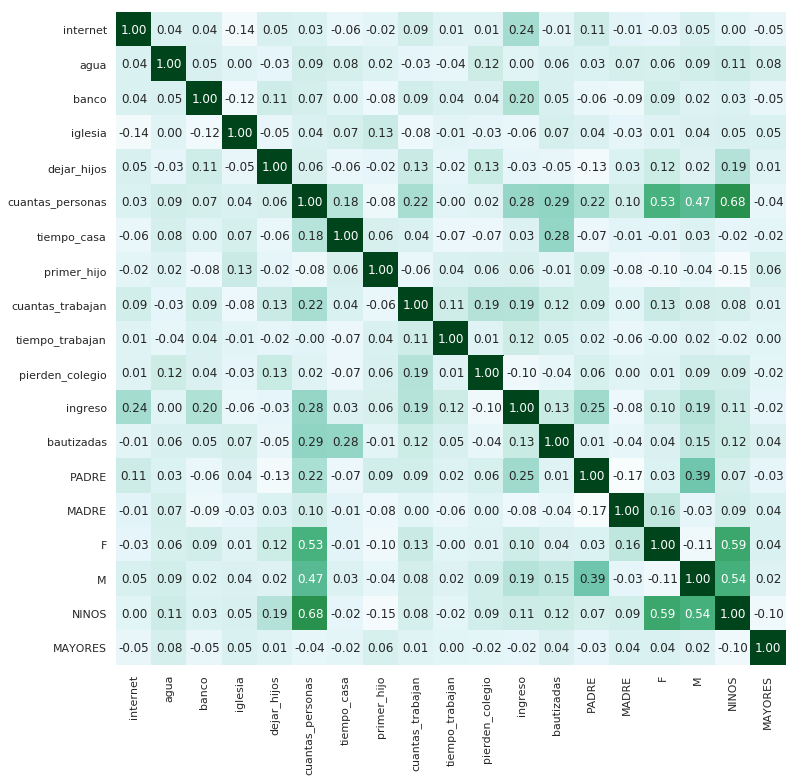 internet 1.00 0.04 0.04 -0.14 0.05 0.03 -0.06 -0.02 0.09 0.01 0.01 0.24 -0.01 0.11 -0.01 -0.03 0.05 0.00 -0.05
agua 0.04 1.00 0.05 0.00 -0.03 0.09 0.08 0.02 -0.03 -0.04 0.12 0.00 0.06 0.03 0.07 0.06 0.09 0.11 0.08
banco 0.04 0.05 1.00 -0.12 0.11 0.07 0.00 -0.08 0.09 0.04 0.04 0.20 0.05 -0.06 -0.09 0.09 0.02 0.03 -0.05
iglesia -0.14 0.00 -0.12 1.00 -0.05 0.04 0.07 0.13 -0.08 -0.01 -0.03 -0.06 0.07 0.04 -0.03 0.01 0.04 0.05 0.05
dejar_hijos 0.05 -0.03 0.11 -0.05 1.00 0.06 -0.06 -0.02 0.13 -0.02 0.13 -0.03 -0.05 -0.13 0.03 0.12 0.02 0.19 0.01
cuantas_personas 0.03 0.09 0.07 0.04 0.06 1.00 0.18 -0.08 0.22 -0.00 0.02 0.28 0.29 0.22 0.10 0.53 0.47 0.68 -0.04
tiempo_casa -0.06 0.08 0.00 0.07 -0.06 0.18 1.00 0.06 0.04 -0.07 -0.07 0.03 0.28 -0.07 -0.01 -0.01 0.03 -0.02 -0.02
primer_hijo -0.02 0.02 -0.08 0.13 -0.02 -0.08 0.06 1.00 -0.06 0.04 0.06 0.06 -0.01 0.09 -0.08 -0.10 -0.04 -0.15 0.06
cuantas_trabajan 0.09 -0.03 0.09 -0.08 0.13 0.22 0.04 -0.06 1.00 0.11 0.19 0.19 0.12 0.09 0.00 0.13 0.08 0.08 0.01
tiempo_trabajan 0.01 -0.04 0.04 -0.01 -0.02 -0.00 -0.07 0.04 0.11 1.00 0.01 0.12 0.05 0.02 -0.06 -0.00 0.02 -0.02 0.00
pierden_colegio 0.01 0.12 0.04 -0.03 0.13 0.02 -0.07 0.06 0.19 0.01 1.00 -0.10 -0.04 0.06 0.00 0.01 0.09 0.09 -0.02
ingreso 0.24 0.00 0.20 -0.06 -0.03 0.28 0.03 0.06 0.19 0.12 -0.10 1.00 0.13 0.25 -0.08 0.10 0.19 0.11 -0.02
bautizadas -0.01 0.06 0.05 0.07 -0.05 0.29 0.28 -0.01 0.12 0.05 -0.04 0.13 1.00 0.01 -0.04 0.04 0.15 0.12 0.04
PADRE 0.11 0.03 -0.06 0.04 -0.13 0.22 -0.07 0.09 0.09 0.02 0.06 0.25 0.01 1.00 -0.17 0.03 0.39 0.07 -0.03
MADRE -0.01 0.07 -0.09 -0.03 0.03 0.10 -0.01 -0.08 0.00 -0.06 0.00 -0.08 -0.04 -0.17 1.00 0.16 -0.03 0.09 0.04
F -0.03 0.06 0.09 0.01 0.12 0.53 -0.01 -0.10 0.13 -0.00 0.01 0.10 0.04 0.03 0.16 1.00 -0.11 0.59 0.04
M 0.05 0.09 0.02 0.04 0.02 0.47 0.03 -0.04 0.08 0.02 0.09 0.19 0.15 0.39 -0.03 -0.11 1.00 0.54 0.02
NINOS 0.00 0.11 0.03 0.05 0.19 0.68 -0.02 -0.15 0.08 -0.02 0.09 0.11 0.12 0.07 0.09 0.59 0.54 1.00 -0.10
MAYORES -0.05 0.08 -0.05 0.05 0.01 -0.04 -0.02 0.06 0.01 0.00 -0.02 -0.02 0.04 -0.03 0.04 0.04 0.02 -0.10 1.00
internet agua banco iglesia dejar_hijos cuantas_personas tiempo_casa primer_hijo cuantas_trabajan tiempo_trabajan pierden_colegio ingreso bautizadas PADRE MADRE F M NINOS MAYORES